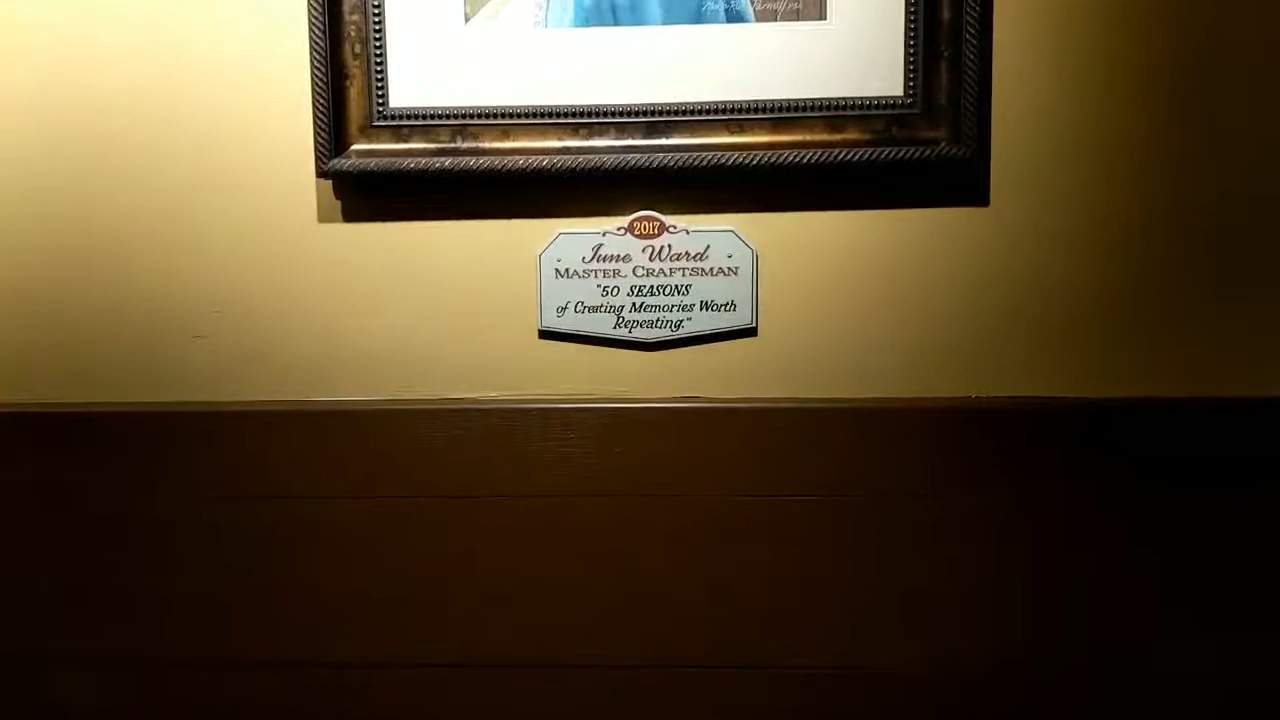 2017
June Ward
MASTER CRAFTSMAN
"50 SEASONS
of Creating Memories Worth
Repeating."